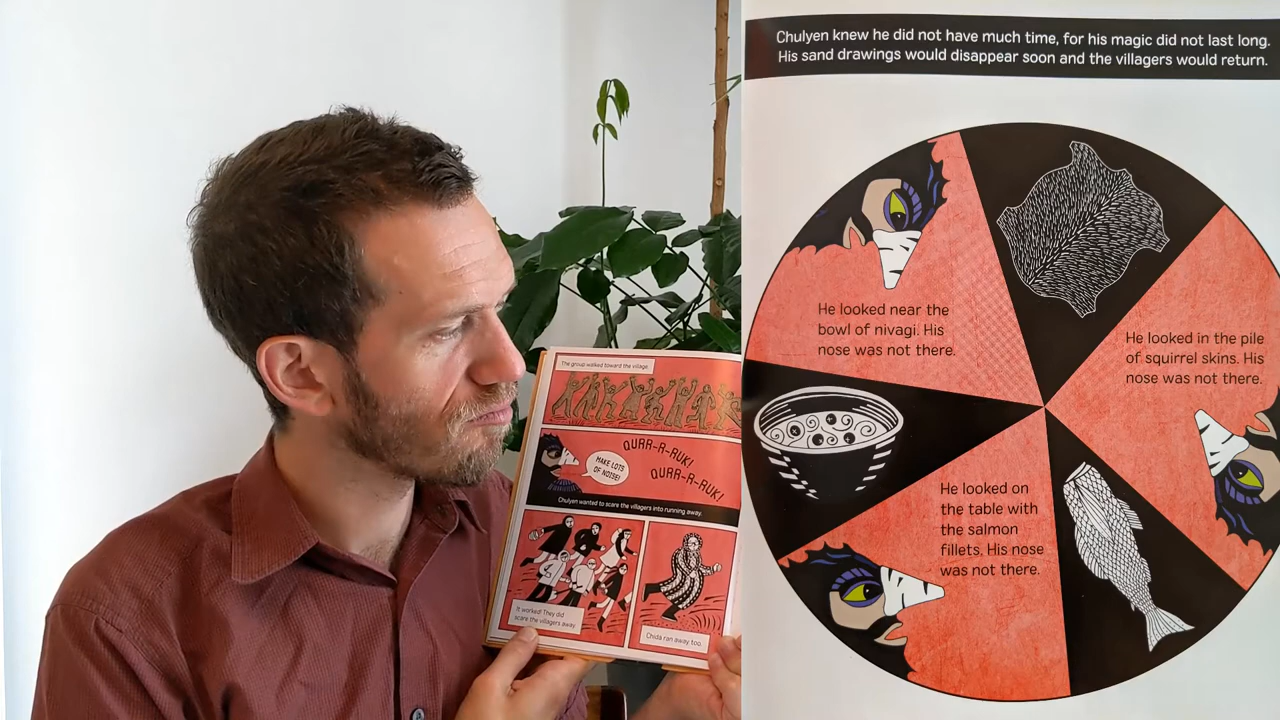 The group walked toward the village.
QURR-R-RUK!
MAKE LOTS
OF NOISE!
QURR-R-RUK!
Chulyen wanted to scare the villagers into running away.
It worked! They did
scare the villagers away.
Chida ran away, too.
Chulyen knew he did not have much time, for his magic did not last long.
His sand drawings would disappear soon and the villagers would return.
He looked near the
bowl of nivagi. His
nose was not there.
He looked in the pile
of squirrel skins. His
nose was not there.
He looked on
the table with
the salmon
fillets. His nose
was not there.